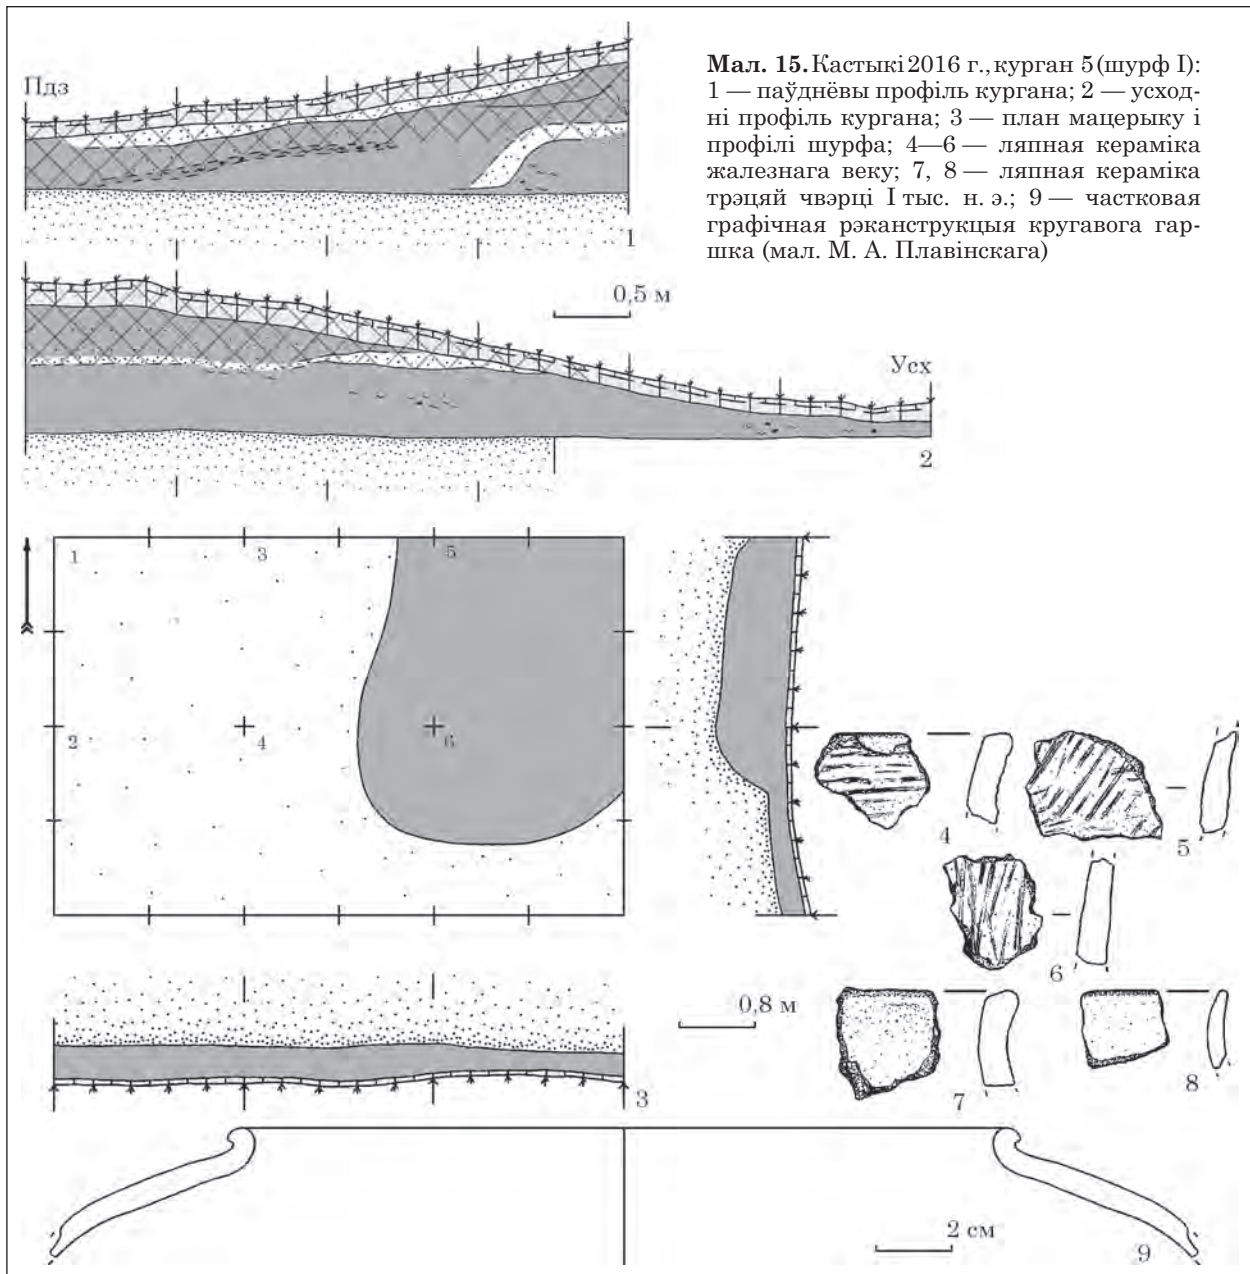 Мал. 15. Кастыкі 2016 г., курган 5 (шурф І):
1 — паўднёвы профіль кургана; 2 — усход-
ні профіль кургана; 3 — план мацерыку і
профілі шурфа; 4—6 — ляпная кераміка
жалезнага веку; 7, 8 — ляпная кераміка
трэцяй чвэрці І тыс. н. э.; 9 — частковая
графічная рэканструкцыя кругавога гар-
шка (мал. М. А. Плавінскага)
Пдз
1
0,5 м
Усх
2
1
3
5
2
4
6
4
5
6
0,8 м
7
8
3
2 см
9